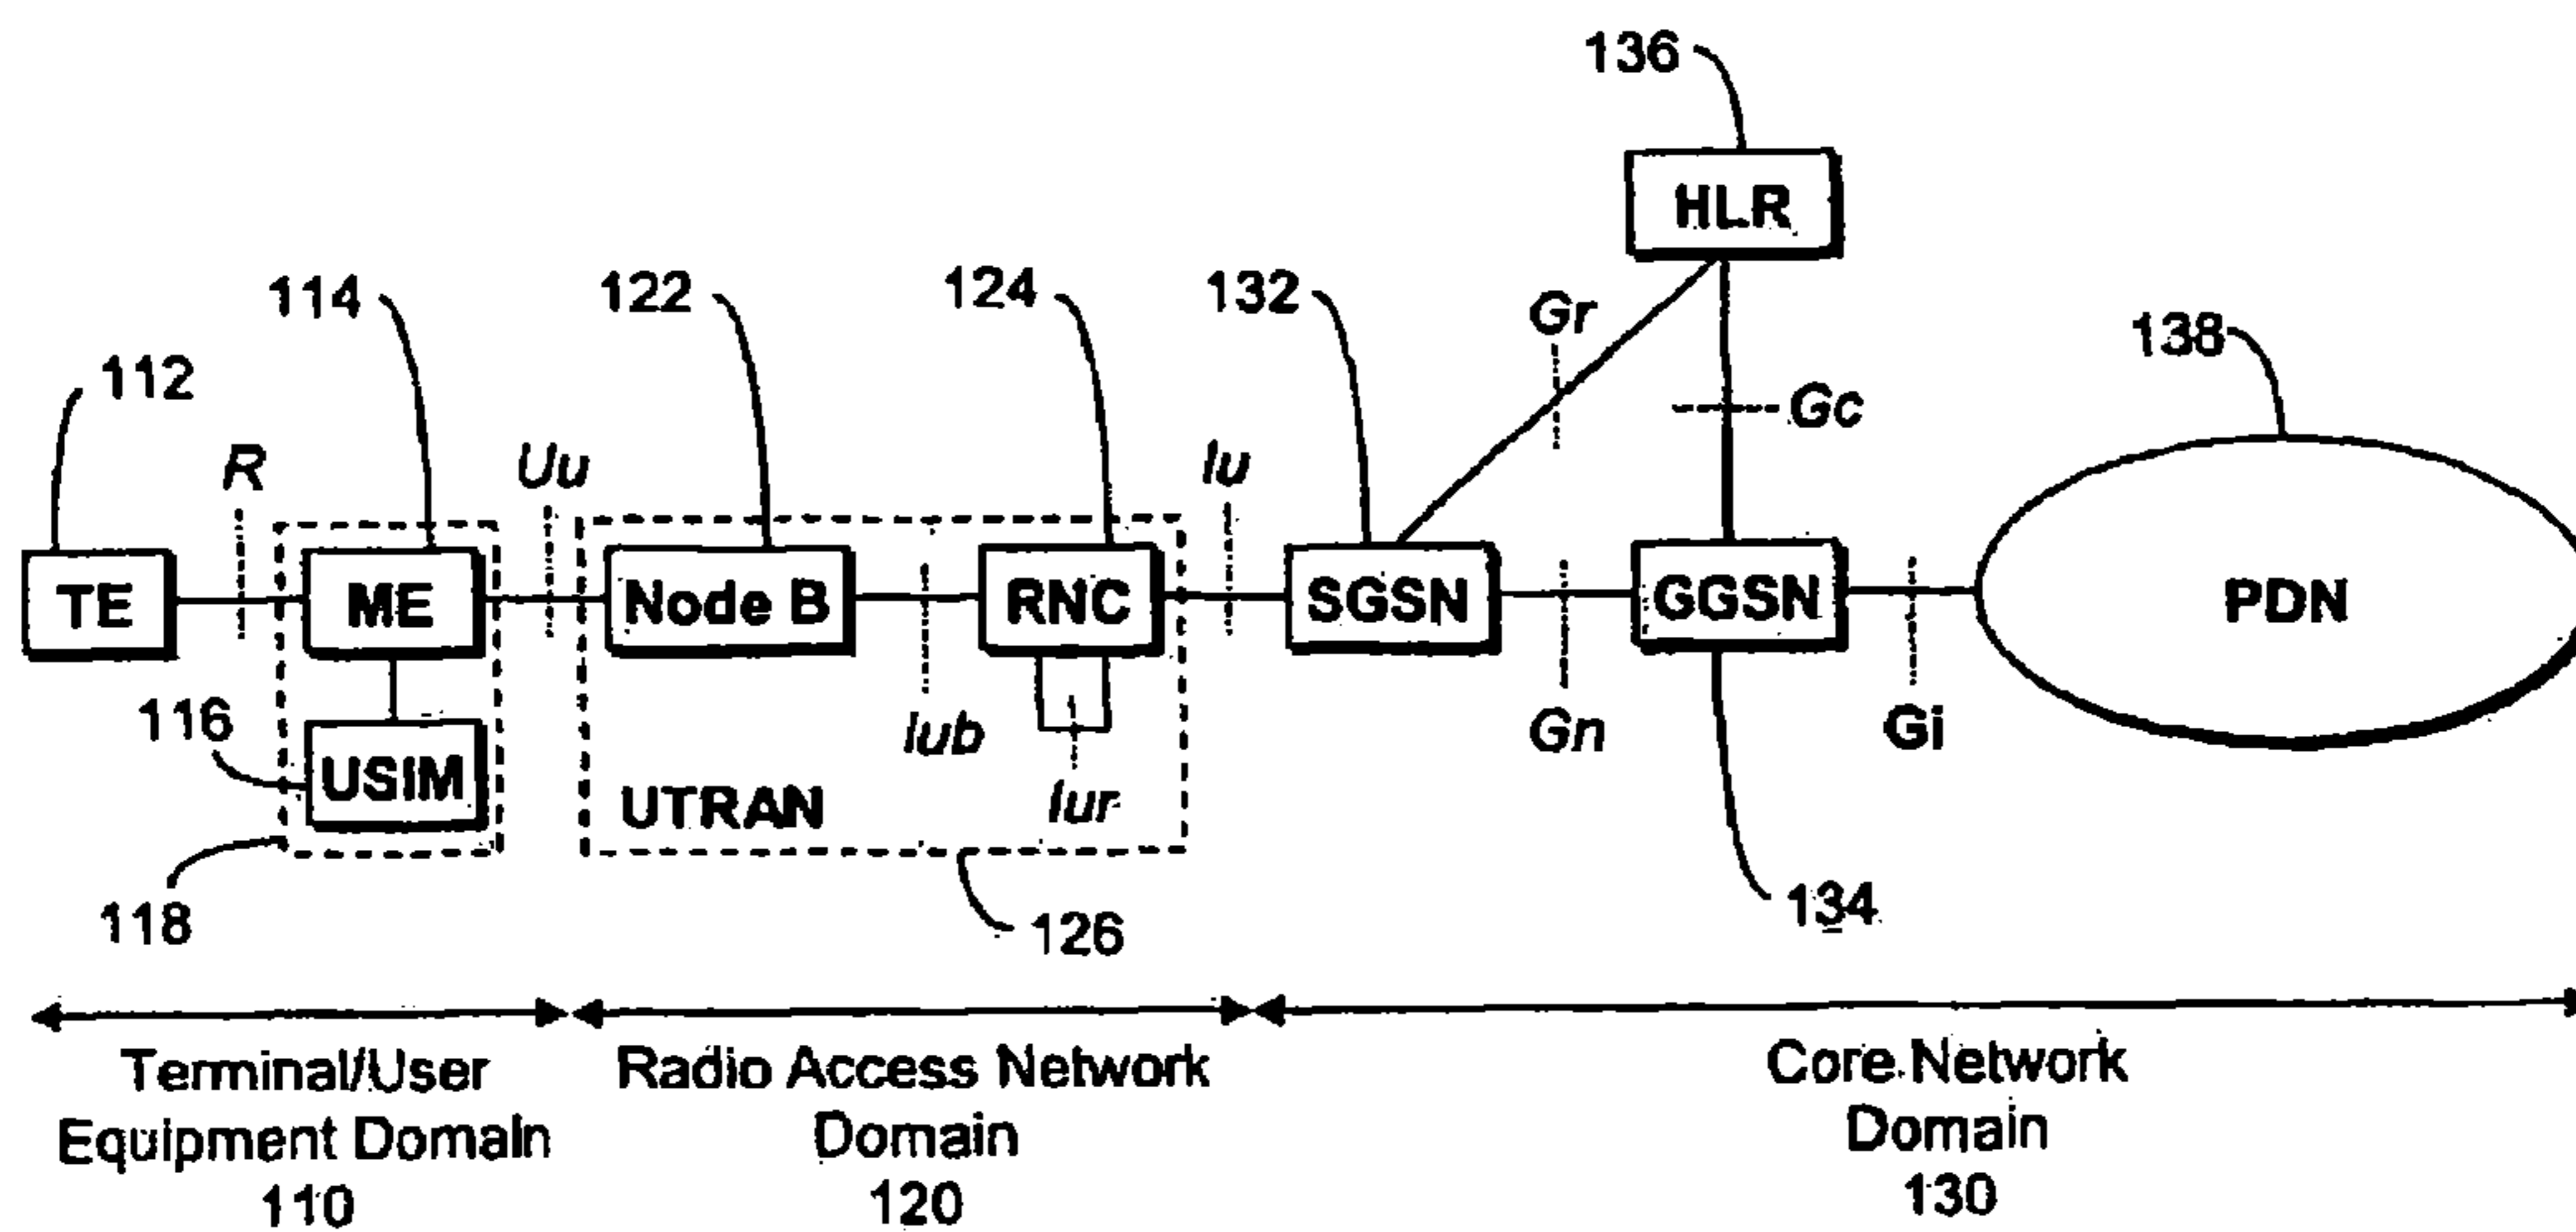 136
HLR
114
122
124
132
Gr
138
112
Gc
R
Uu
Iu
TE
ME
Node B
RNC
SGSN
GGSN
PDN
116
USIM
Iub
Gn
Gi
UTRAN
Iur
118
126
134
Terminal/User
Equipment Domain
110
Radio Access Network
Domain
120
Core Network
Domain
130